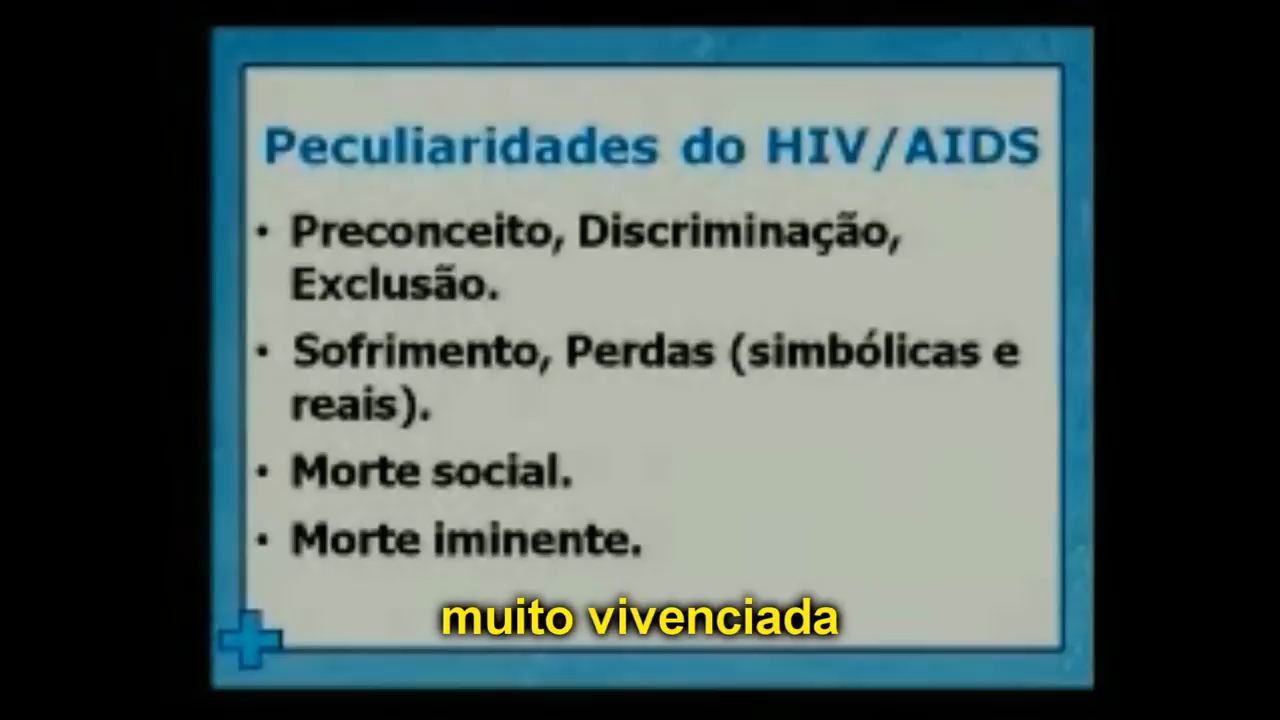 Peculiaridades do HIV/AIDS
• Preconceito, Discriminação,
Exclusão.
• Sofrimento, Perdas (simbólicas e
reais).
• Morte social.
• Morte iminente.
muito vivenciada